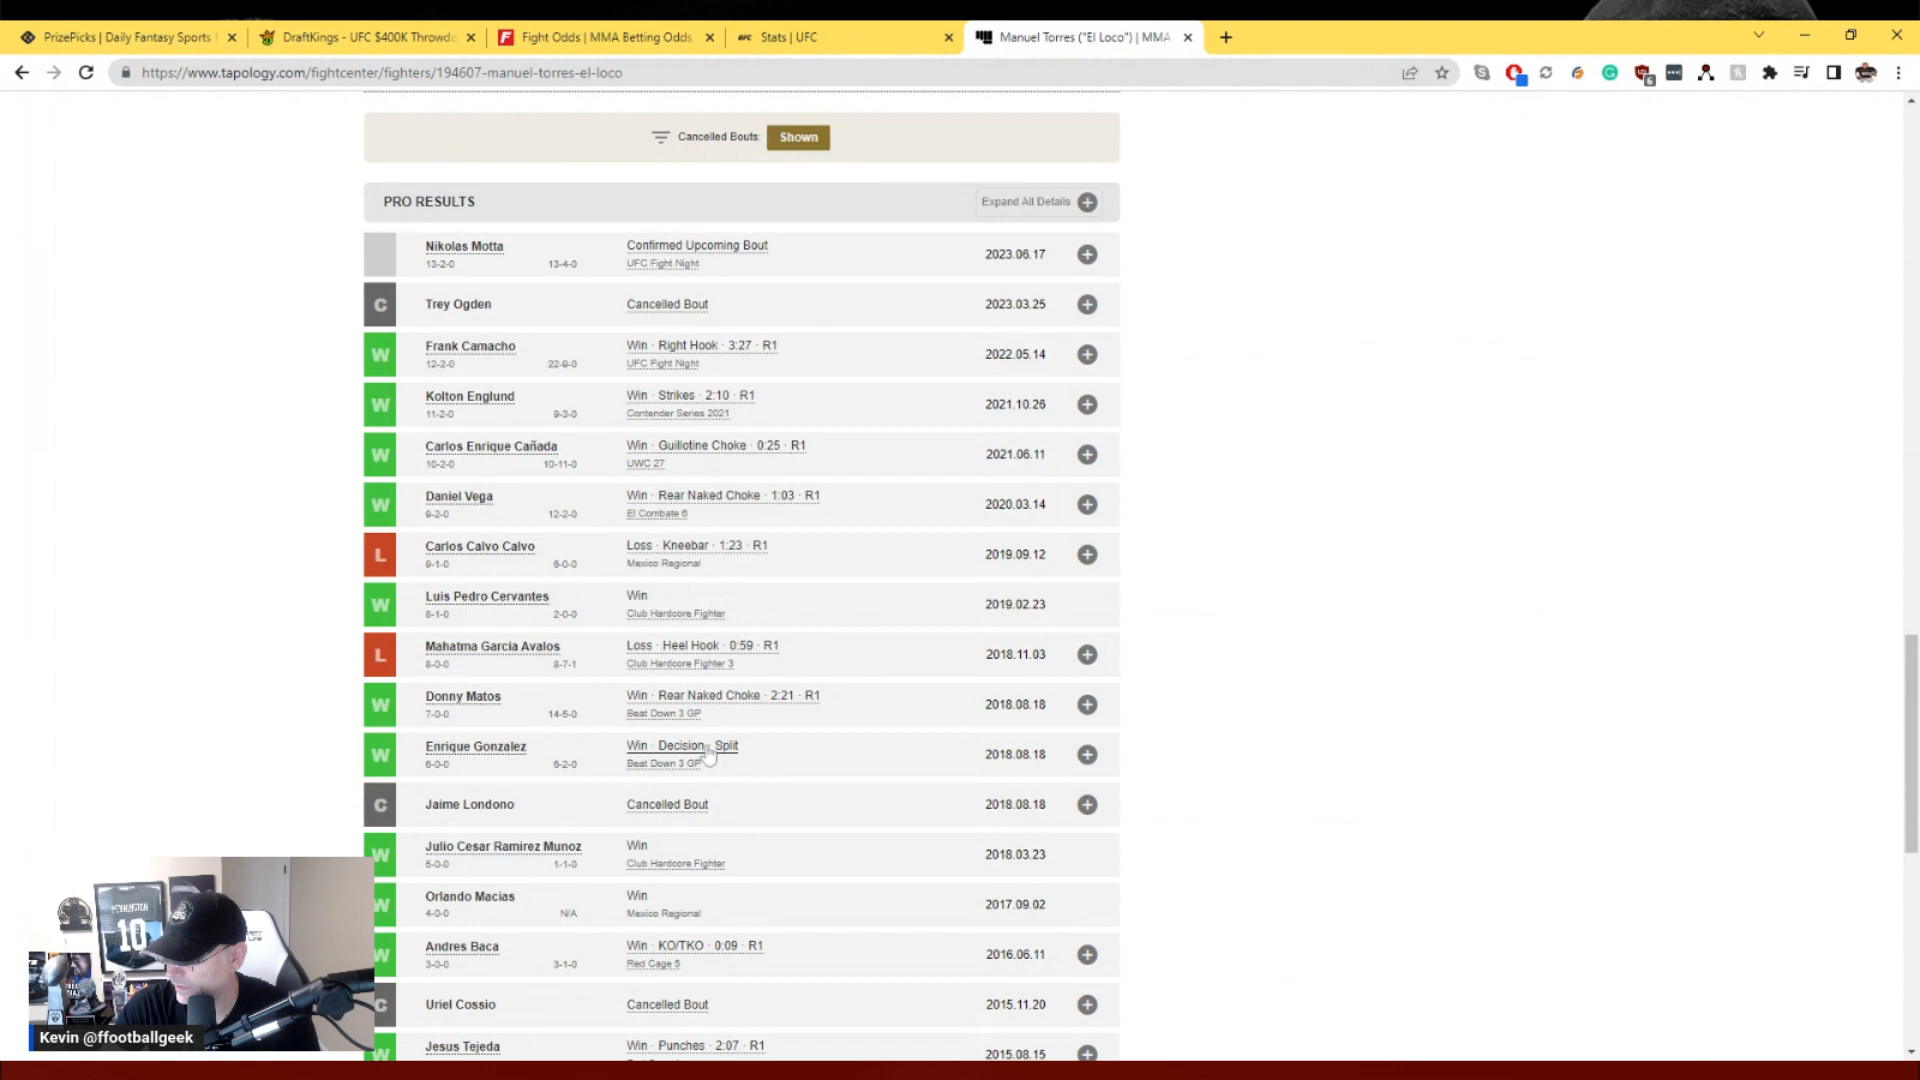 PrizePicks | Daily Fantasy Sports
DraftKings - UFC $400K Throwdo
Fight Odds | MMA Betting Odds,
Stats | UFC
Manuel Torres ("El Loco") | MMA
https://www.tapology.com/fightcenter/fighters/194607-manuel-torres-el-loco
Cancelled Bouts: Shown
PRO RESULTS
Expand All Details
Nikolas Motta
Confirmed Upcoming Bout
2023.06.17
13-2-0
13-4-0
UFC Fight Night
C
Trey Ogden
Cancelled Bout
2023.03.25
W
Frank Camacho
Win · Right Hook · 3:27 · R1
2022.05.14
12-2-0
22-9-0
UFC Fight Night
W
Kolton Englund
Win · Strikes · 2:10 · R1
2021.10.26
11-2-0
9-3-0
Contender Series 2021
W
Carlos Enrique Cañada
Win · Guillotine Choke · 0:25 · R1
2021.06.11
10-2-0
10-11-0
UWC 27
W
Daniel Vega
Win · Rear Naked Choke · 1:03 · R1
2020.03.14
9-2-0
12-2-0
El Combate 6
L
Carlos Calvo Calvo
Loss · Kneebar · 1:23 · R1
2019.09.12
9-1-0
6-0-0
Mexico Regional
W
Luis Pedro Cervantes
Win
2019.02.23
8-1-0
2-0-0
Club Hardcore Fighter
L
Mahatma Garcia Avalos
Loss · Heel Hook · 0:59 · R1
2018.11.03
8-0-0
8-7-1
Club Hardcore Fighter 3
W
Donny Matos
Win · Rear Naked Choke · 2:21 · R1
2018.08.18
7-0-0
14-5-0
Beat Down 3 GP
W
Enrique Gonzalez
Win · Decision · Split
2018.08.18
6-0-0
6-2-0
Beat Down 3 GP
C
Jaime Londono
Cancelled Bout
2018.08.18
W
Julio Cesar Ramirez Munoz
Win
2018.03.23
5-0-0
1-1-0
Club Hardcore Fighter
W
Orlando Macias
Win
2017.09.02
4-0-0
N/A
Mexico Regional
W
Andres Baca
Win · KO/TKO · 0:09 · R1
2016.06.11
3-0-0
3-1-0
Red Cage 5
C
Uriel Cossio
Cancelled Bout
2015.11.20
W
Jesus Tejeda
Win · Punches · 2:07 · R1
2015.08.15
10
Kevin @ffootballgeek